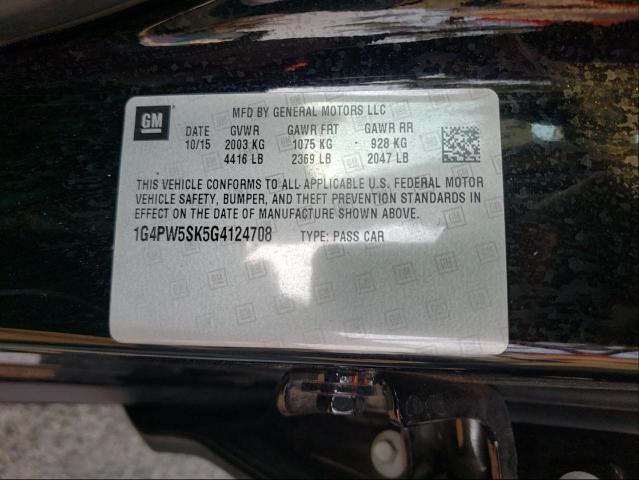 GM
MFD BY GENERAL MOTORS LLC
DATE GVWR GAWR FRT GAWR RR
10/15 2003 KG 1075 KG 928 KG
4416 LB 2369 LB 2047 LB
THIS VEHICLE CONFORMS TO ALL APPLICABLE U.S. FEDERAL MOTOR
VEHICLE SAFETY, BUMPER, AND THEFT PREVENTION STANDARDS IN
EFFECT ON THE DATE OF MANUFACTURE SHOWN ABOVE.
1G4PW5SK5G4124708 TYPE: PASS CAR